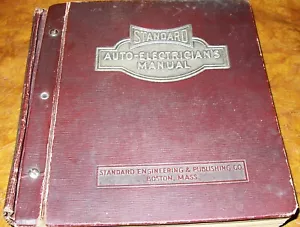 STANDARD
AUTO-ELECTRICIAN'S
MANUAL
STANDARD ENGINEERING & PUBLISHING CO
BOSTON, MASS.